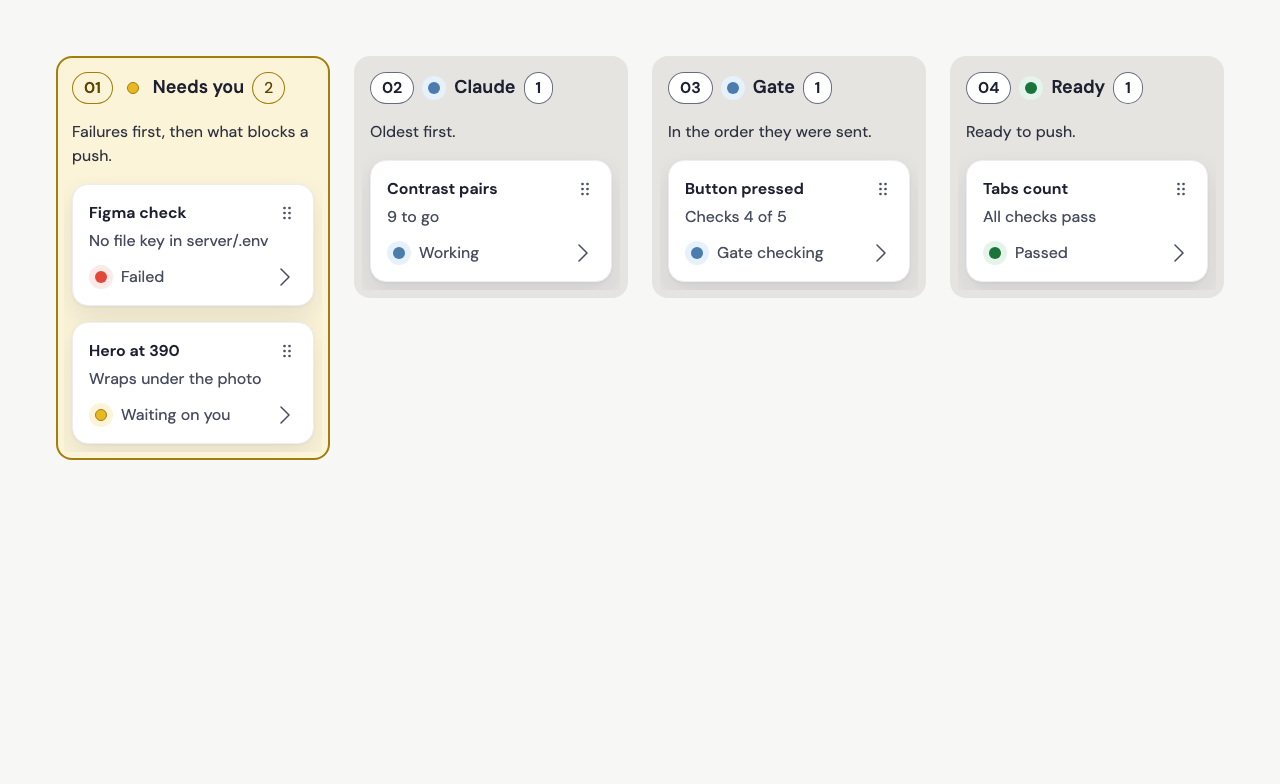 01 Needs you 2
Failures first, then what blocks a
push.
Figma check
No file key in server/.env
Failed
Hero at 390
Wraps under the photo
Waiting on you
02 Claude 1
Oldest first.
Contrast pairs
9 to go
Working
03 Gate 1
In the order they were sent.
Button pressed
Checks 4 of 5
Gate checking
04 Ready 1
Ready to push.
Tabs count
All checks pass
Passed